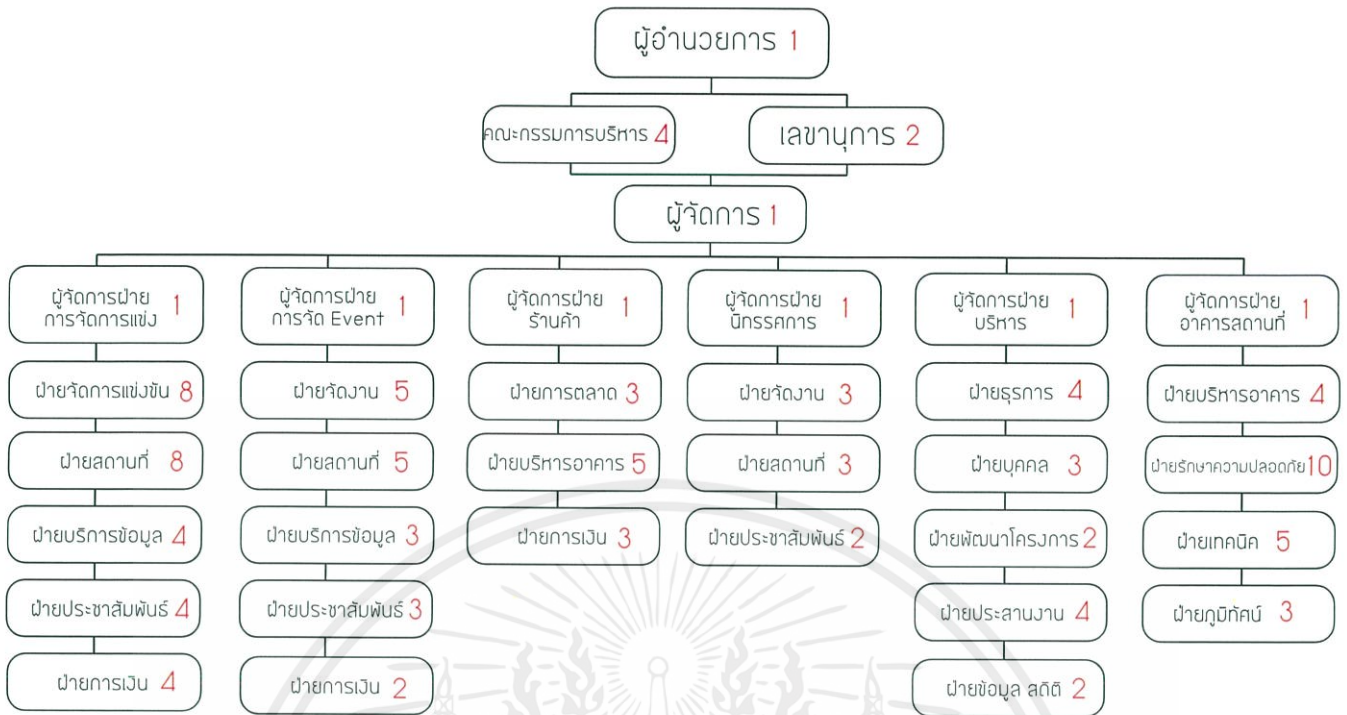 ผู้อำนวยการ 1
คณะกรรมการบริหาร 4
เลขานุการ 2
ผู้จัดการ 1
ผู้จัดการฝ่าย
การจัดการแข่ง 1
ผู้จัดการฝ่าย
การจัด Event 1
ผู้จัดการฝ่าย
ร้านค้า 1
ผู้จัดการฝ่าย
นิทรรศการ 1
ผู้จัดการฝ่าย
บริหาร 1
ผู้จัดการฝ่าย
อาคารสถานที่ 1
ฝ่ายจัดการแข่งขัน 8
ฝ่ายจัดงาน 5
ฝ่ายการตลาด 3
ฝ่ายจัดงาน 3
ฝ่ายธุรการ 4
ฝ่ายบริหารอาคาร 4
ฝ่ายสถานที่ 8
ฝ่ายสถานที่ 5
ฝ่ายบริหารอาคาร 5
ฝ่ายสถานที่ 3
ฝ่ายบุคคล 3
ฝ่ายรักษาความปลอดภัย 10
ฝ่ายบริการข้อมูล 4
ฝ่ายบริการข้อมูล 3
ฝ่ายการเงิน 3
ฝ่ายประชาสัมพันธ์ 2
ฝ่ายพัฒนาโครงการ 2
ฝ่ายเทคนิค 5
ฝ่ายประชาสัมพันธ์ 4
ฝ่ายประชาสัมพันธ์ 3
ฝ่ายประสานงาน 4
ฝ่ายภูมิทัศน์ 3
ฝ่ายการเงิน 4
ฝ่ายการเงิน 2
ฝ่ายข้อมูล สถิติ 2